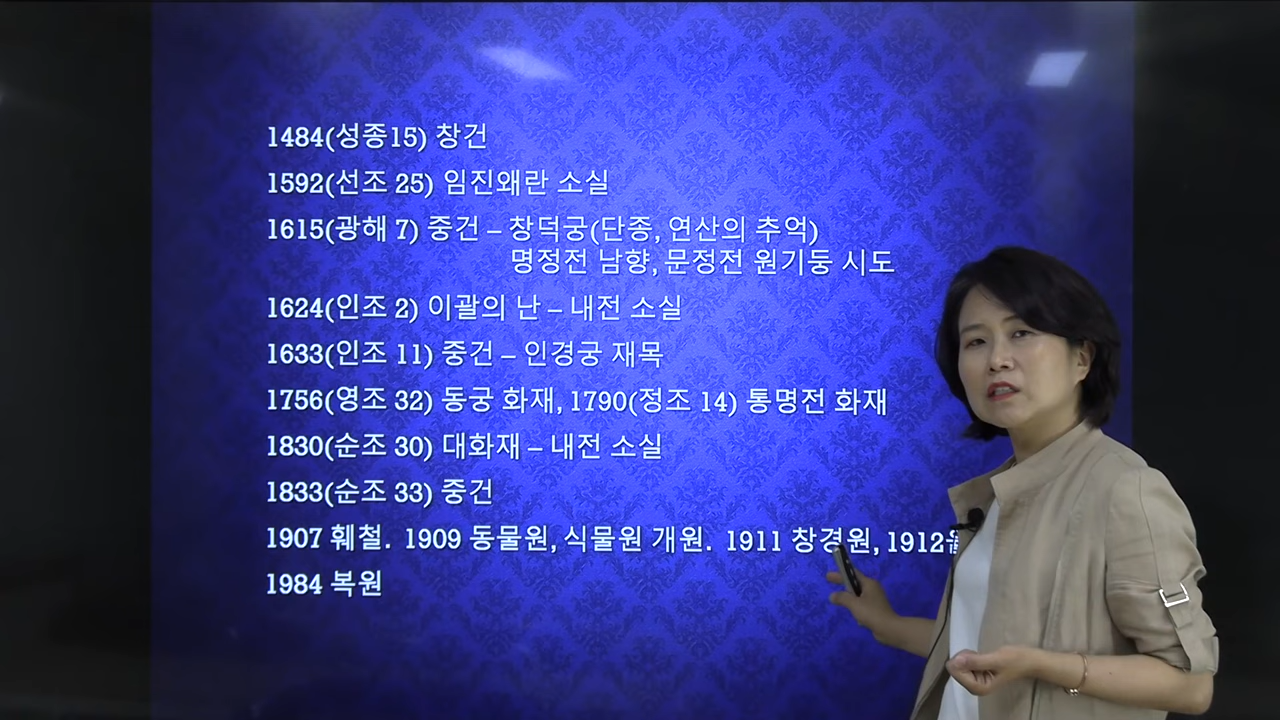 1484(성종15) 창건
1592(선조 25) 임진왜란 소실
1615(광해 7) 중건 – 창덕궁(단종, 연산의 추억)
명정전 남향, 문정전 원기둥 시도
1624(인조 2) 이괄의 난 – 내전 소실
1633(인조 11) 중건 – 인경궁 재목
1756(영조 32) 동궁 화재, 1790(정조 14) 통명전 화재
1830(순조 30) 대화재 – 내전 소실
1833(순조 33) 중건
1907 훼철. 1909 동물원, 식물원 개원. 1911 창경원, 1912
1984 복원